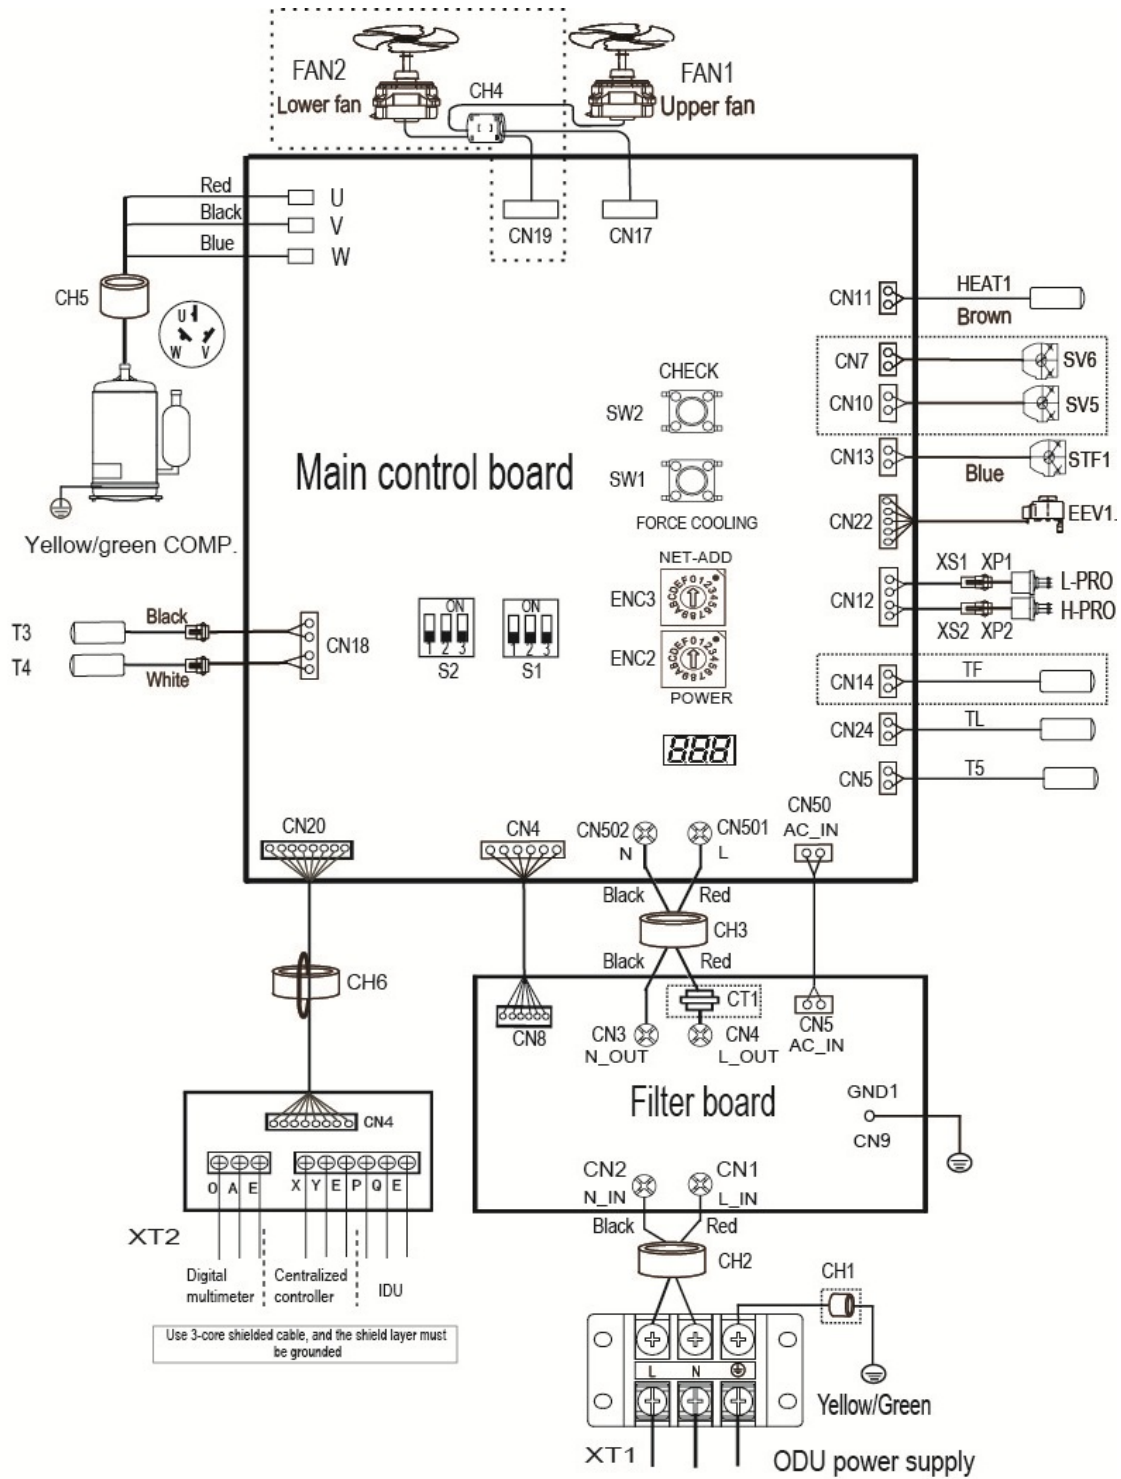 FAN2
Lower fan
CH4
FAN1
Upper fan
Red
U
Black
V
Blue
W
CN19
CN17
CH5
U
W V
CN11
HEAT1
Brown
CN7
SV6
CN10
SV5
CHECK
SW2
CN13
STF1
Blue
Main control board
SW1
FORCE COOLING
CN22
EEV1.
Yellow/green COMP.
NET-ADD
ENC3
0123456789ABCDEF
XS1 XP1
L-PRO
CN12
H-PRO
XS2 XP2
T3
Black
T4
White
CN18
ON
1 2 3
S2
ON
1 2 3
S1
ENC2
0123456789ABCDEF
POWER
CN14
TF
CN24
TL
888
CN5
T5
CN20
CN4
CN502
N
CN501
L
CN50
AC_IN
Black
Red
CH3
Black
Red
CH6
CT1
CN8
CN3
N_OUT
CN4
L_OUT
CN5
AC_IN
Filter board
GND1
CN9
CN4
O A E
X Y E P Q E
XT2
CN2
N_IN
CN1
L_IN
Black
Red
CH2
CH1
Digital
multimeter
Centralized
controller
IDU
Use 3-core shielded cable, and the shield layer must
be grounded
L N
Yellow/Green
XT1
ODU power supply